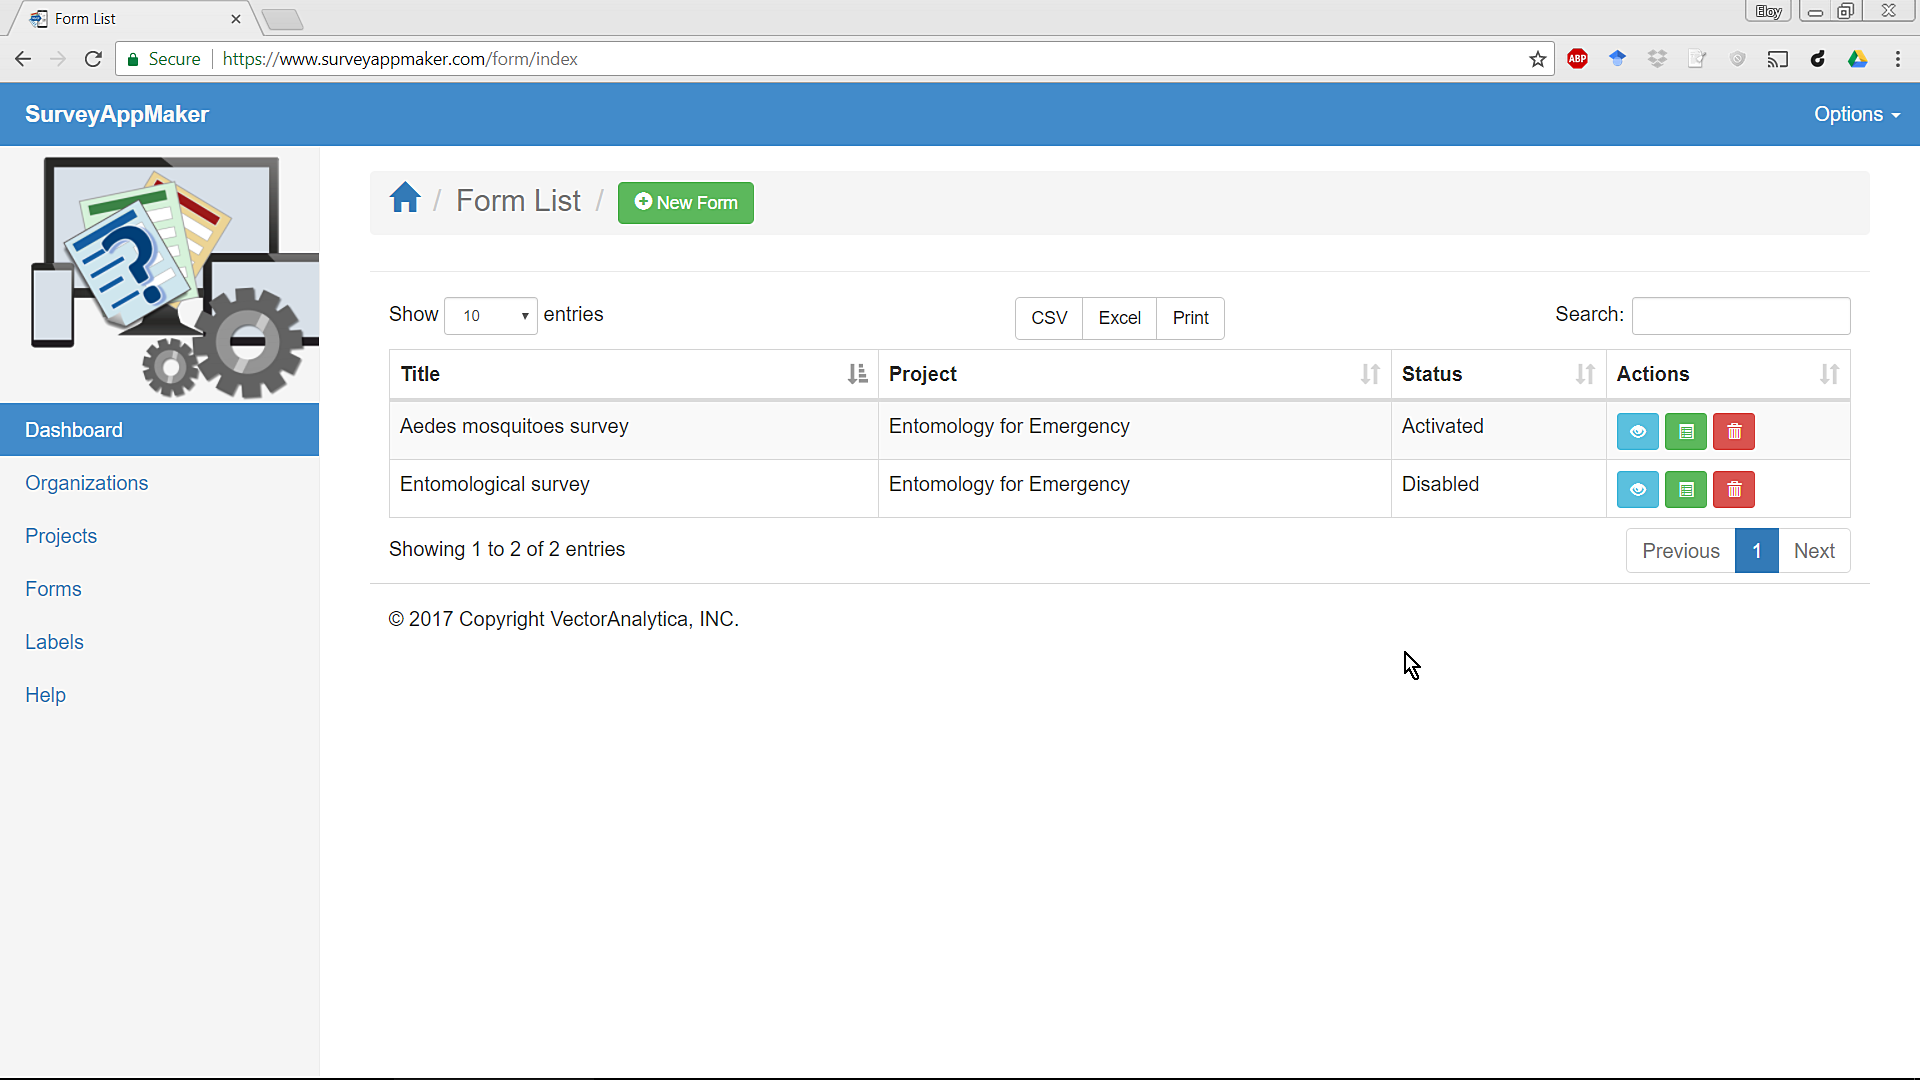 Form List
Eloy
Secure
https://www.surveyappmaker.com/form/index
ABP
SurveyAppMaker
Options
/ Form List / New Form
Show 10 entries
CSV Excel Print
Search:
Title Project Status Actions
Aedes mosquitoes survey Entomology for Emergency Activated
Entomological survey Entomology for Emergency Disabled
Showing 1 to 2 of 2 entries
Previous 1 Next
© 2017 Copyright VectorAnalytica, INC.
Dashboard
Organizations
Projects
Forms
Labels
Help